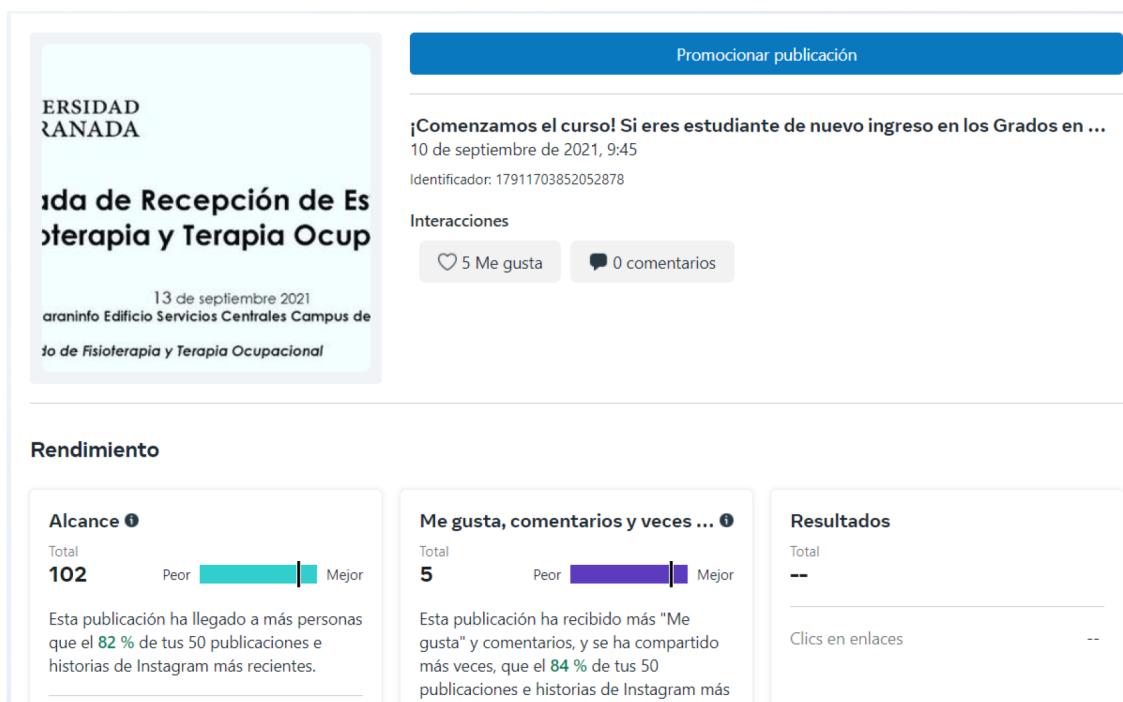 ERSIDAD
RANADA
ada de Recepción de Es
oterapia y Terapia Ocup
13 de septiembre 2021
araninfo Edificio Servicios Centrales Campus de
do de Fisioterapia y Terapia Ocupacional
Promocionar publicación
¡Comenzamos el curso! Si eres estudiante de nuevo ingreso en los Grados en ...
10 de septiembre de 2021, 9:45
Identificador: 17911703852052878
Interacciones
5 Me gusta
0 comentarios
Rendimiento
Alcance
Total
102
Peor
Mejor
Esta publicación ha llegado a más personas
que el 82 % de tus 50 publicaciones e
historias de Instagram más recientes.
Me gusta, comentarios y veces ...
Total
5
Peor
Mejor
Esta publicación ha recibido más "Me
gusta" y comentarios, y se ha compartido
más veces, que el 84 % de tus 50
publicaciones e historias de Instagram más
Resultados
Total
--
Clics en enlaces
--